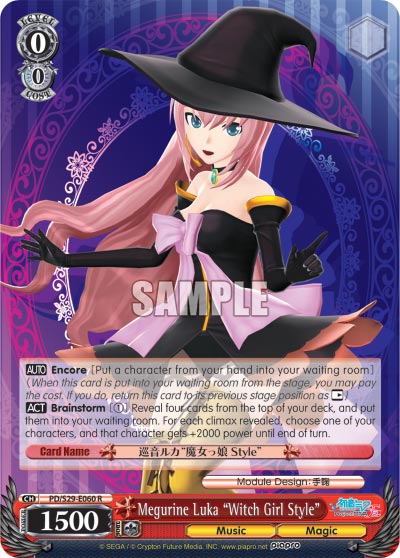 LEVEL
0
0
COST
SAMPLE
AUTO Encore [Put a character from your hand into your waiting room]
(When this card is put into your waiting room from the stage, you may pay
the cost. If you do, return this card to its previous stage position as
ACT Brainstorm [(1)] Reveal four cards from the top of your deck, and put
them into your waiting room. For each climax revealed, choose one of your
characters, and that character gets +2000 power until end of turn.
Card Name 巡音ルカ"魔女っ娘 Style"
Module Design:手鞠
CH PD/S29-E060 R
1500
Megurine Luka "Witch Girl Style"
初音ミク
Music
Magic
© SEGA / © Crypton Future Media, INC. www.piapro.net piapro